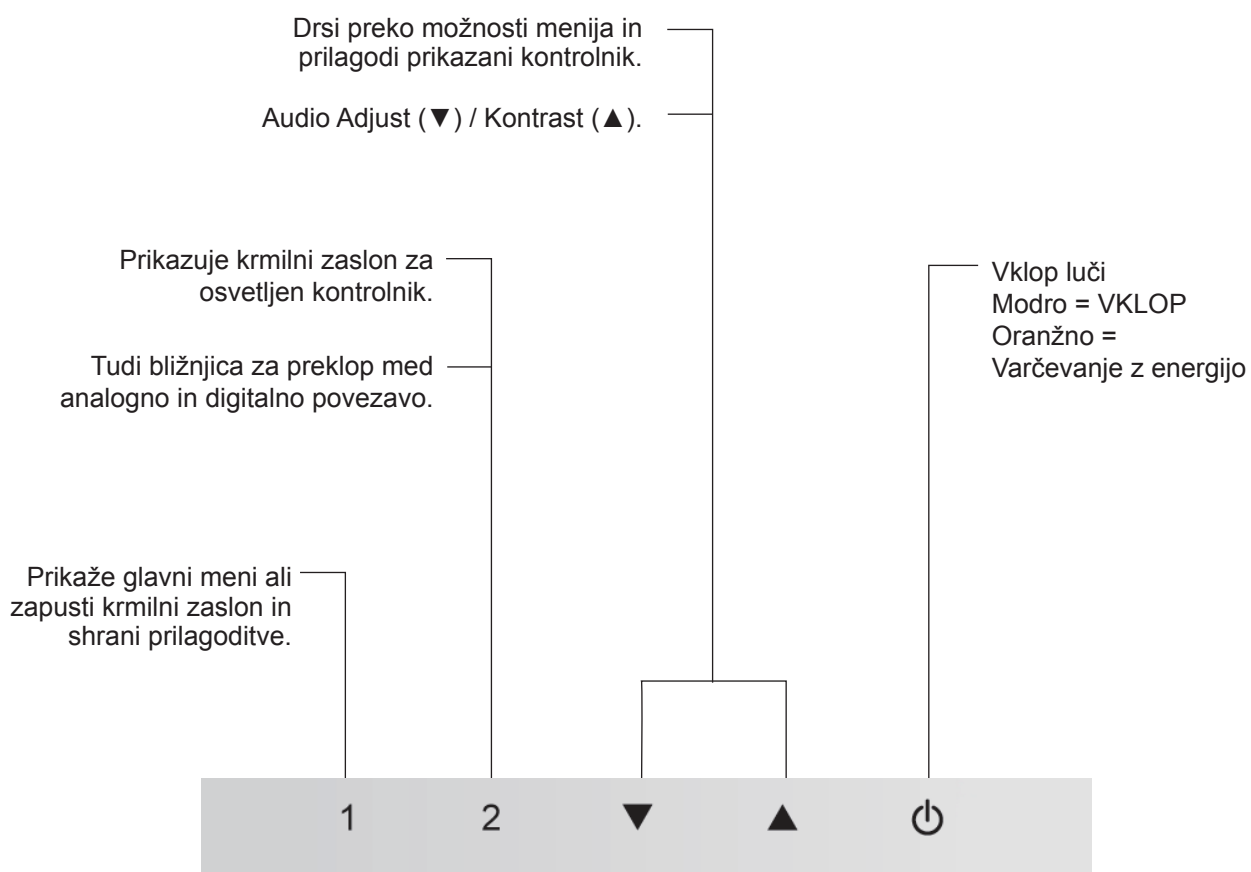 Drsi preko možnosti menija in
prilagodi prikazani kontrolnik.
Audio Adjust (▼) / Kontrast (▲).
Prikazuje krmilni zaslon za
osvetljen kontrolnik.
Tudi bližnjica za preklop med
analogno in digitalno povezavo.
Vklop luči
Modro = VKLOP
Oranžno =
Varčevanje z energijo
Prikaže glavni meni ali
zapusti krmilni zaslon in
shrani prilagoditve.
1 2 ▼ ▲ ⏻